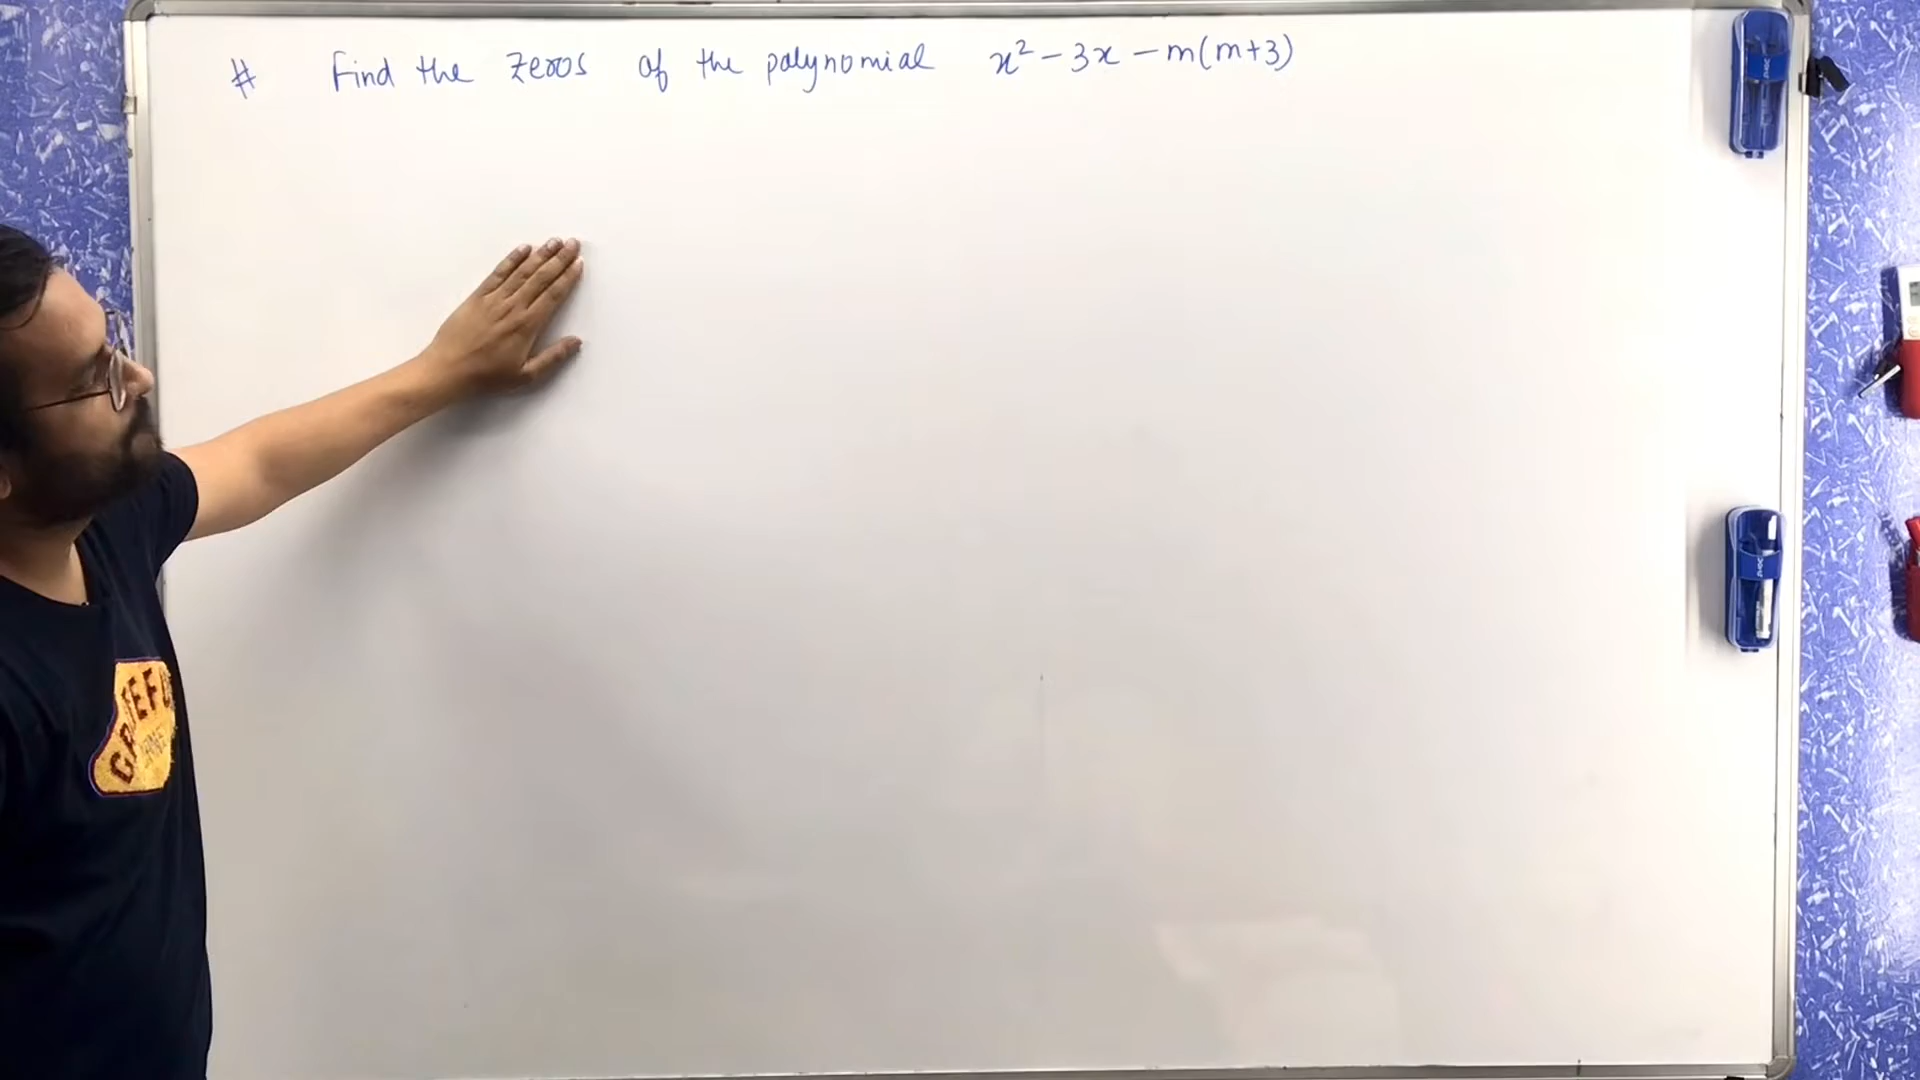 # Find the zeros of the polynomial x² - 3x - m(m+3)